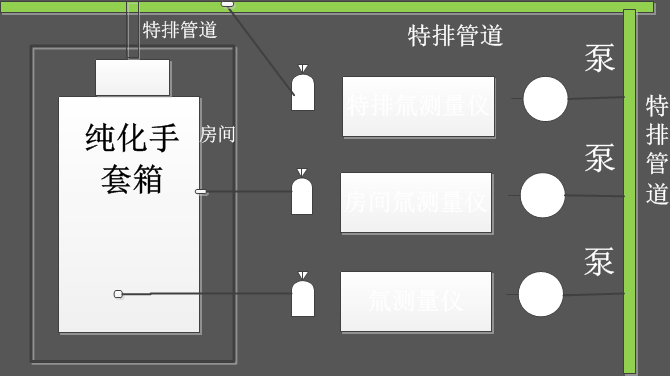 特排管道
特排管道
泵
特排氚测量仪
特排管道
纯化手
套箱
房间
泵
房间氚测量仪
泵
氚测量仪